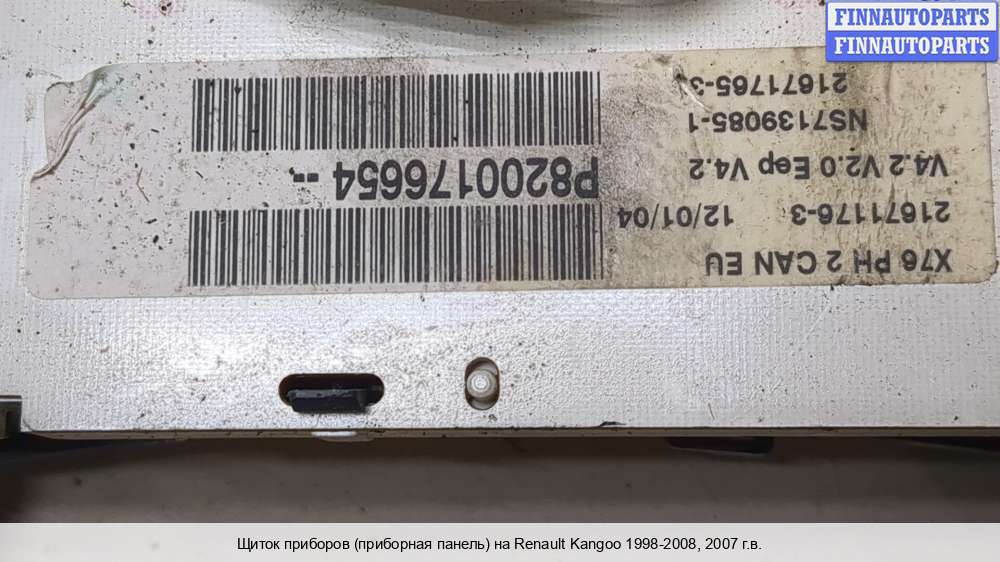 FINNAUTOPARTS
FINNAUTOPARTS
X76 PH 2 CAN EU
21671176-3 12/01/04
V4.2 V2.0 Eep V4.2
NS7139085-1
21671765-3
P8200176654 --,
Щиток приборов (приборная панель) на Renault Kangoo 1998-2008, 2007 г.в.